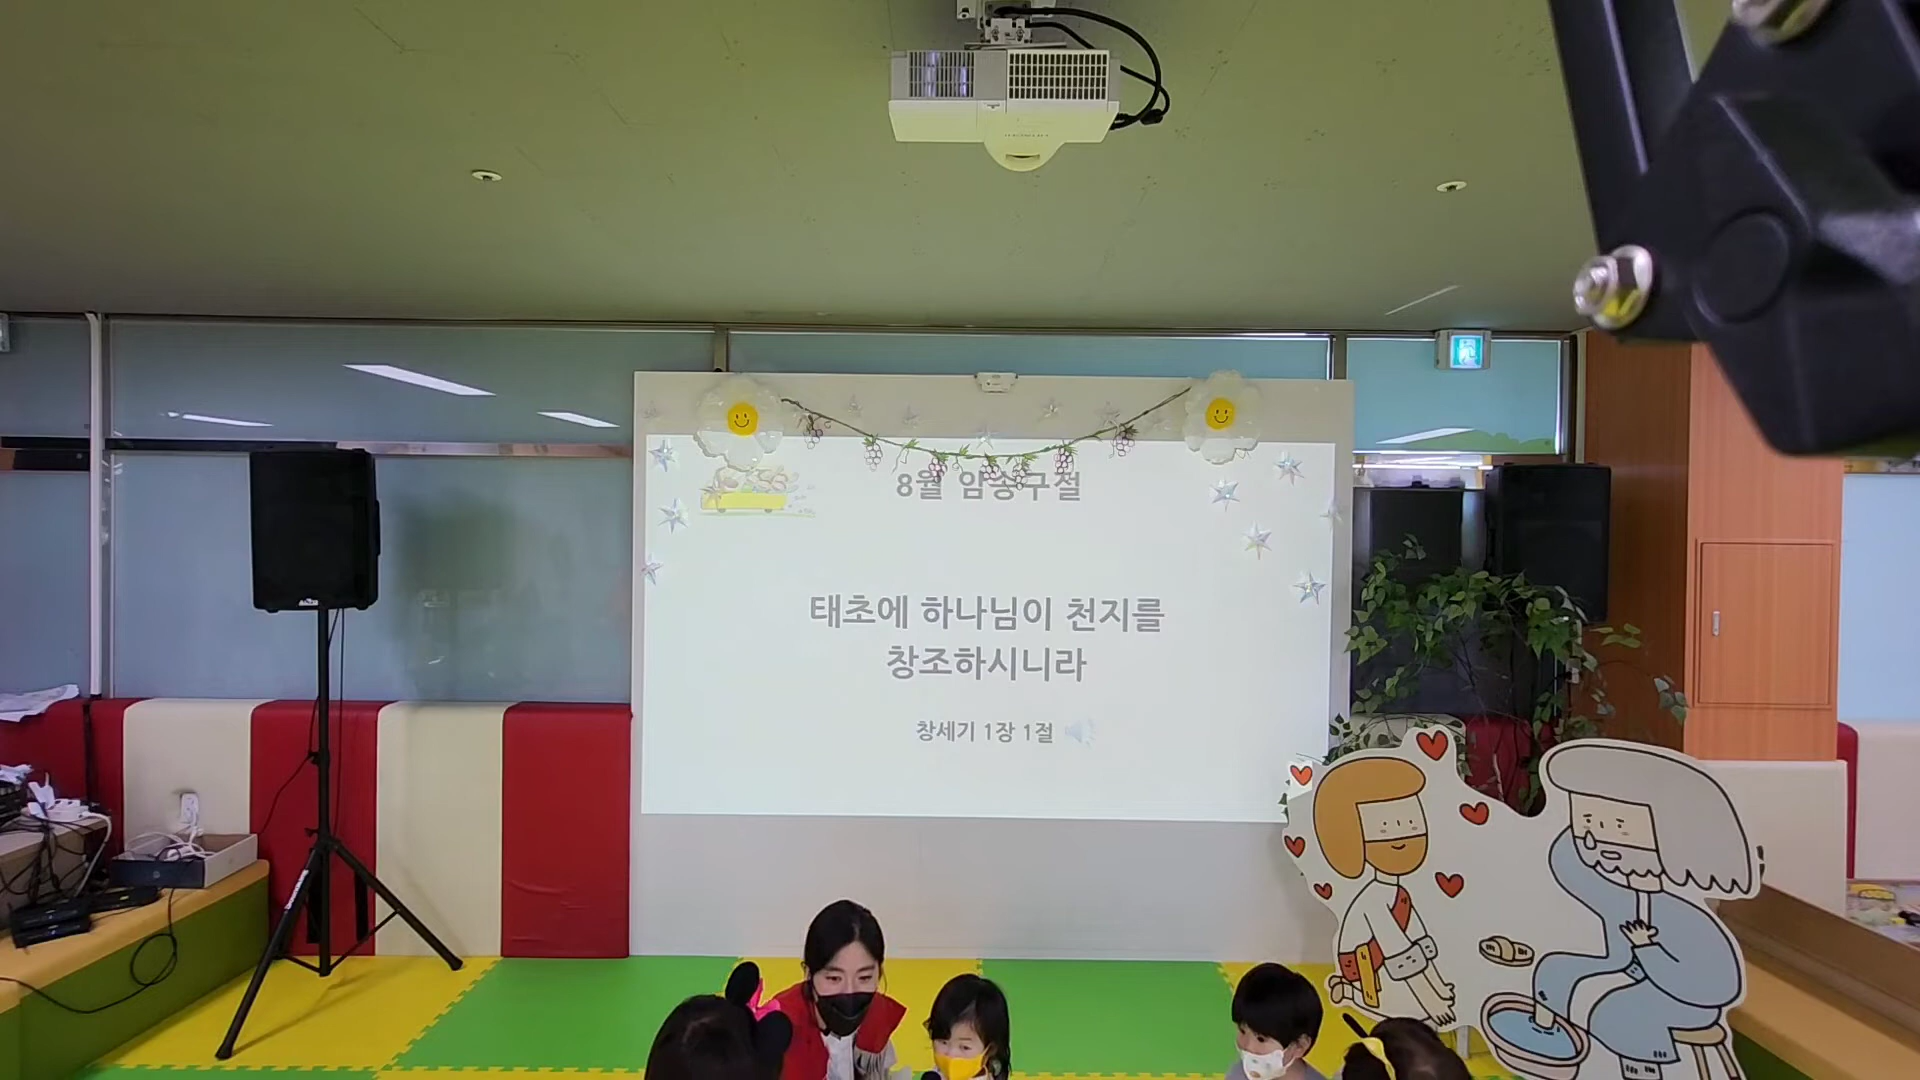 8월 암송구절
태초에 하나님이 천지를
창조하시니라
창세기 1장 1절